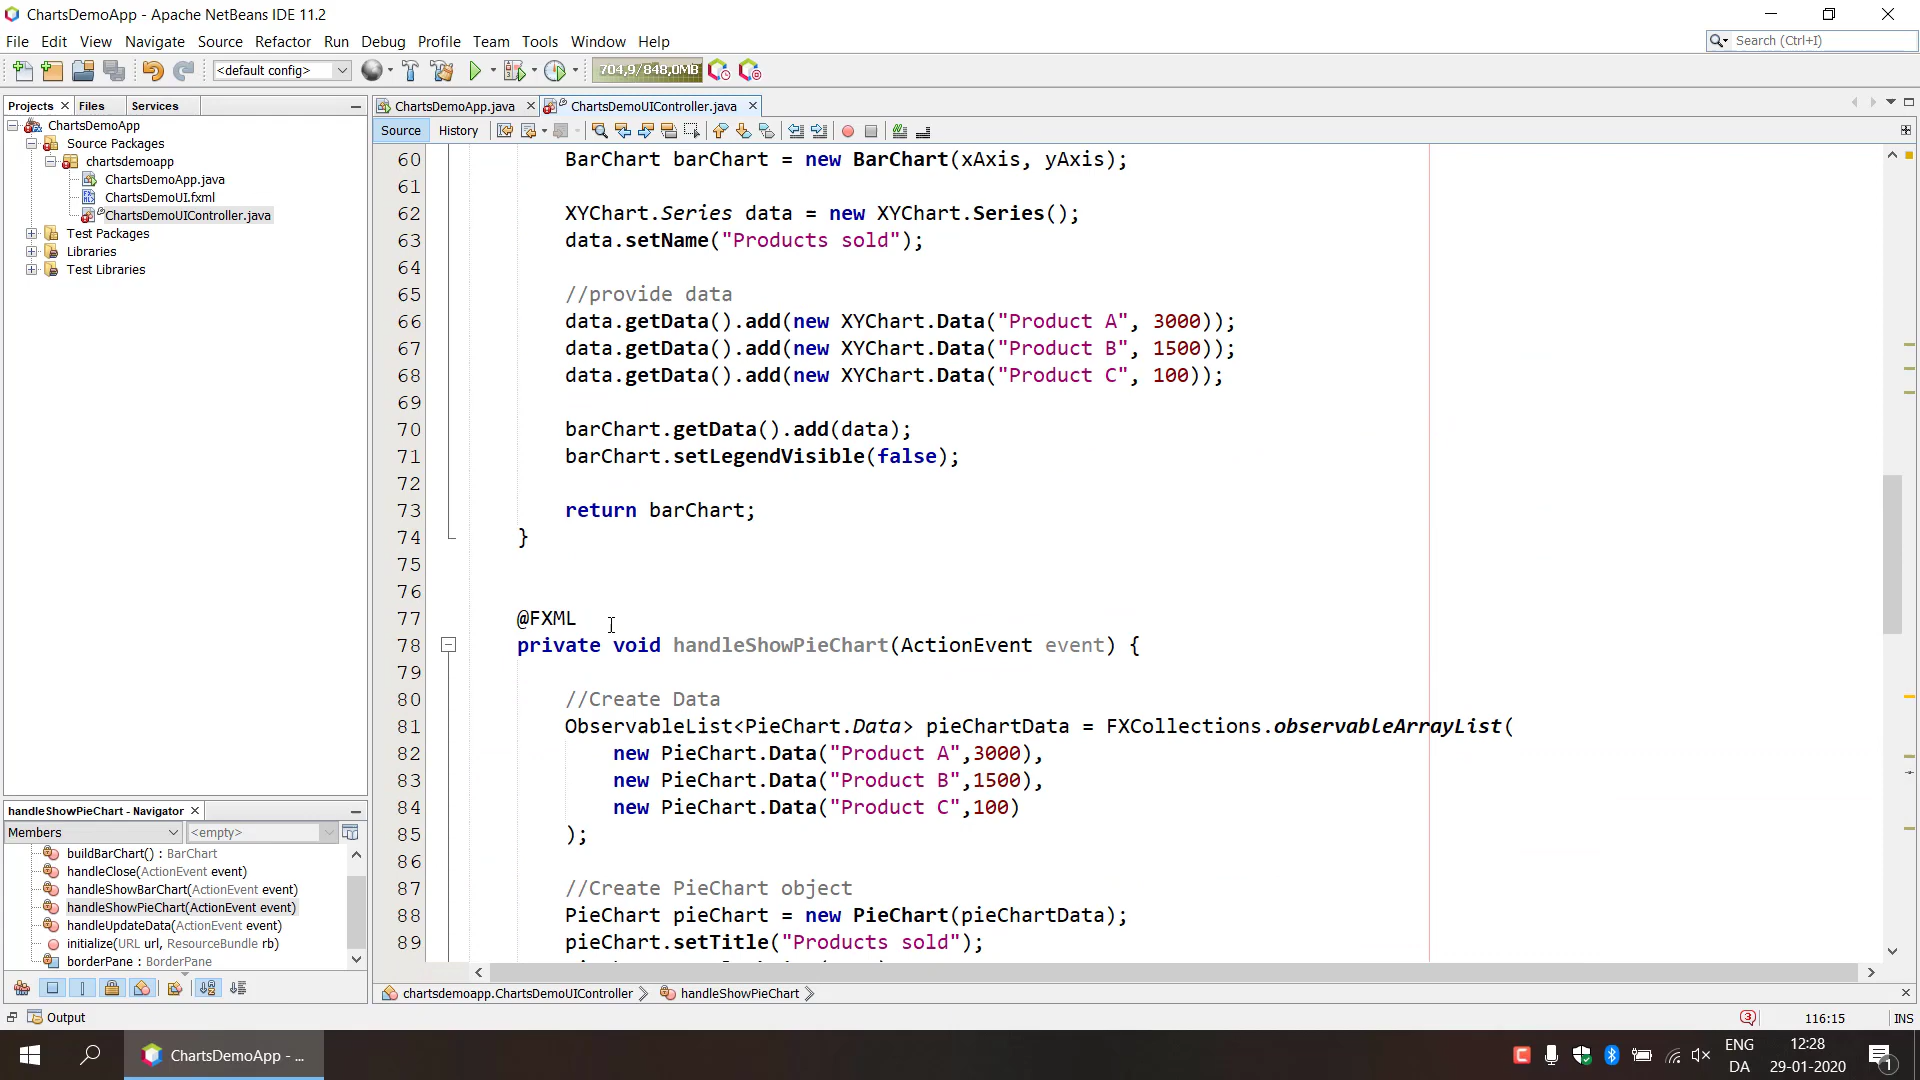 ChartsDemoApp - Apache NetBeans IDE 11.2
File Edit View Navigate Source Refactor Run Debug Profile Team Tools Window Help
Search (Ctrl+I)
<default config>
704,9/848,0MB
Projects Files Services
ChartsDemoApp
Source Packages
chartsdemoapp
ChartsDemoApp.java
ChartsDemoUI.fxml
ChartsDemoUIController.java
Test Packages
Libraries
Test Libraries
ChartsDemoApp.java ChartsDemoUIController.java
Source History
60 BarChart barChart = new BarChart(xAxis, yAxis);
61
62 XYChart.Series data = new XYChart.Series();
63 data.setName("Products sold");
64
65 //provide data
66 data.getData().add(new XYChart.Data("Product A", 3000));
67 data.getData().add(new XYChart.Data("Product B", 1500));
68 data.getData().add(new XYChart.Data("Product C", 100));
69
70 barChart.getData().add(data);
71 barChart.setLegendVisible(false);
72
73 return barChart;
74 }
75
76
77 @FXML
78 private void handleShowPieChart(ActionEvent event) {
79
80 //Create Data
81 ObservableList<PieChart.Data> pieChartData = FXCollections.observableArrayList(
82 new PieChart.Data("Product A",3000),
83 new PieChart.Data("Product B",1500),
84 new PieChart.Data("Product C",100)
85 );
86
87 //Create PieChart object
88 PieChart pieChart = new PieChart(pieChartData);
89 pieChart.setTitle("Products sold");
handleShowPieChart - Navigator
Members <empty>
buildBarChart() : BarChart
handleClose(ActionEvent event)
handleShowBarChart(ActionEvent event)
handleShowPieChart(ActionEvent event)
handleUpdateData(ActionEvent event)
initialize(URL url, ResourceBundle rb)
borderPane : BorderPane
chartsdemoapp.ChartsDemoUIController handleShowPieChart
Output
3 116:15 INS
ChartsDemoApp - ...
ENG
DA
12:28
29-01-2020
1